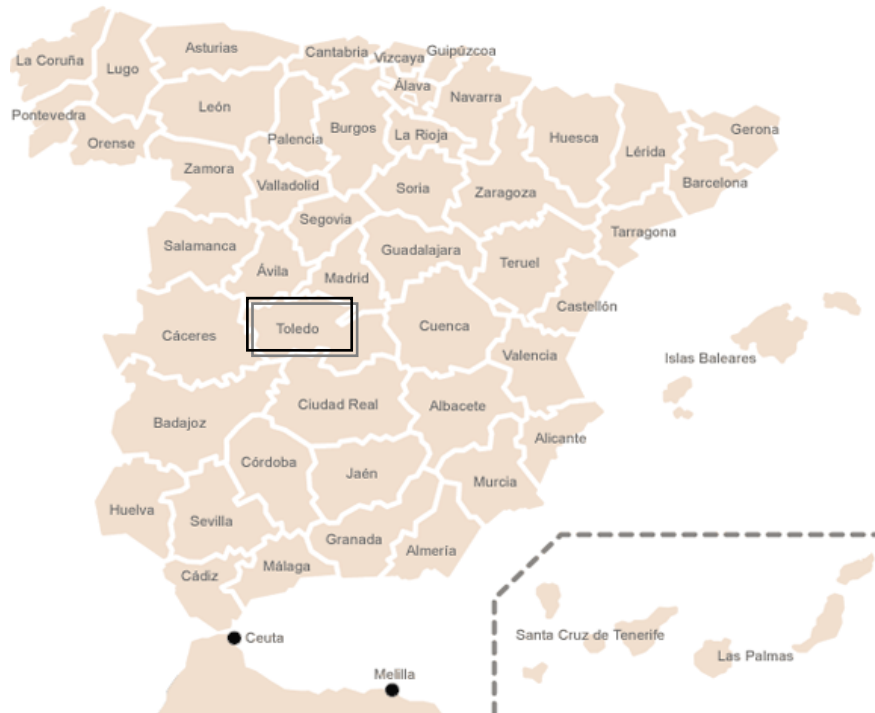 La Coruña
Lugo
Asturias
Cantabria
Vizcaya
Guipúzcoa
Álava
Navarra
Pontevedra
Orense
León
Palencia
Burgos
La Rioja
Huesca
Lérida
Gerona
Barcelona
Zamora
Valladolid
Soria
Zaragoza
Segovia
Tarragona
Salamanca
Ávila
Madrid
Guadalajara
Teruel
Castellón
Cáceres
Toledo
Cuenca
Valencia
Islas Baleares
Badajoz
Ciudad Real
Albacete
Alicante
Córdoba
Jaén
Murcia
Huelva
Sevilla
Granada
Almería
Cádiz
Málaga
Ceuta
Melilla
Santa Cruz de Tenerife
Las Palmas